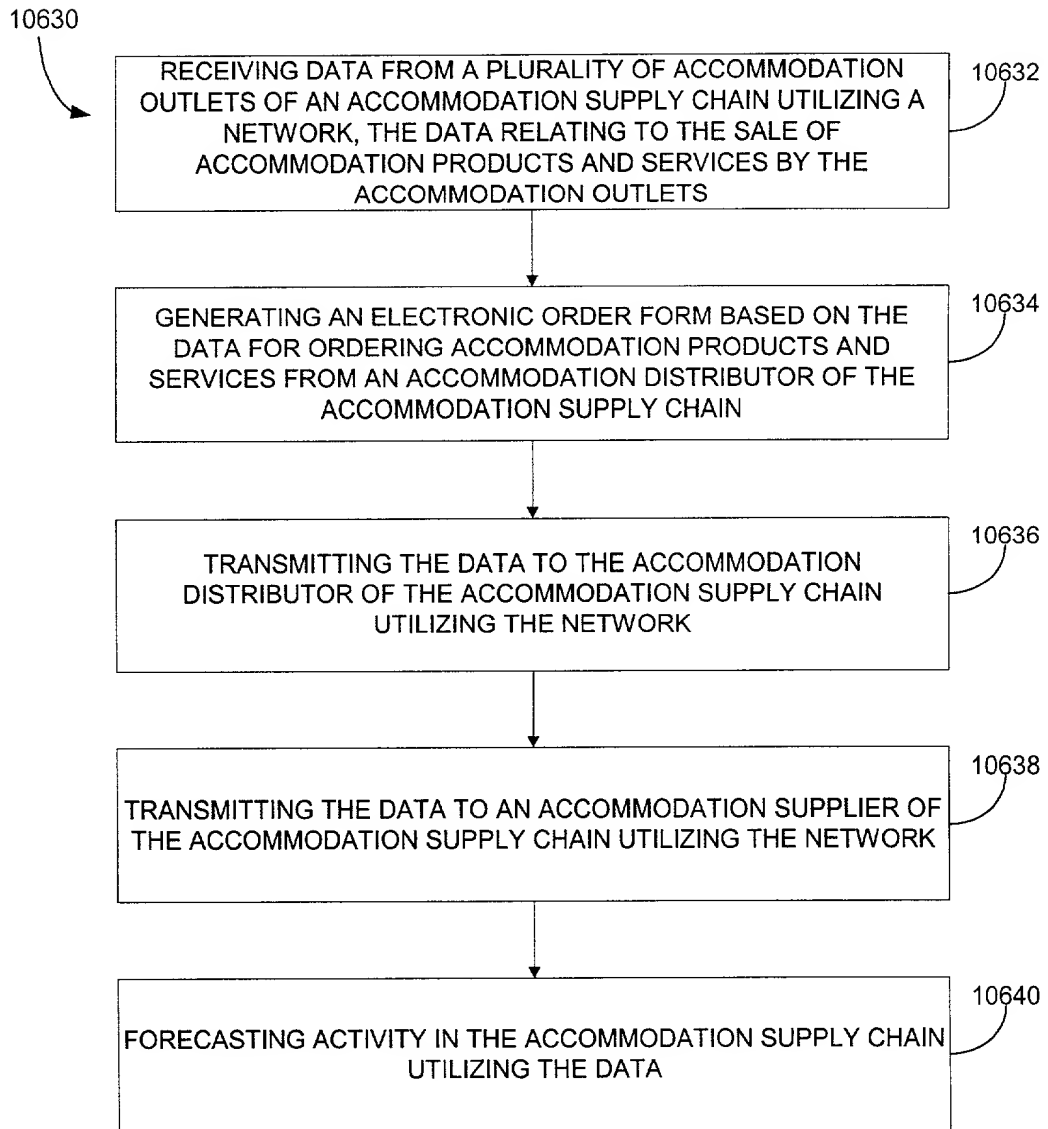 10630
RECEIVING DATA FROM A PLURALITY OF ACCOMMODATION
OUTLETS OF AN ACCOMMODATION SUPPLY CHAIN UTILIZING A
NETWORK, THE DATA RELATING TO THE SALE OF
ACCOMMODATION PRODUCTS AND SERVICES BY THE
ACCOMMODATION OUTLETS
10632
GENERATING AN ELECTRONIC ORDER FORM BASED ON THE
DATA FOR ORDERING ACCOMMODATION PRODUCTS AND
SERVICES FROM AN ACCOMMODATION DISTRIBUTOR OF THE
ACCOMMODATION SUPPLY CHAIN
10634
TRANSMITTING THE DATA TO THE ACCOMMODATION
DISTRIBUTOR OF THE ACCOMMODATION SUPPLY CHAIN
UTILIZING THE NETWORK
10636
TRANSMITTING THE DATA TO AN ACCOMMODATION SUPPLIER OF
THE ACCOMMODATION SUPPLY CHAIN UTILIZING THE NETWORK
10638
FORECASTING ACTIVITY IN THE ACCOMMODATION SUPPLY CHAIN
UTILIZING THE DATA
10640